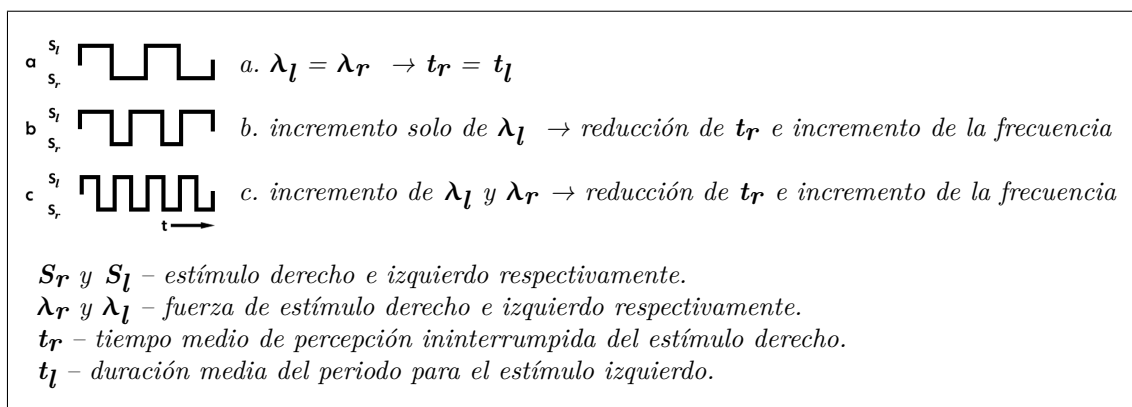 a S_l S_r a. λ_l = λ_r → t_r = t_l
b S_l S_r b. incremento solo de λ_l → reducción de t_r e incremento de la frecuencia
c S_l S_r c. incremento de λ_l y λ_r → reducción de t_r e incremento de la frecuencia
t
S_r y S_l – estímulo derecho e izquierdo respectivamente.
λ_r y λ_l – fuerza de estímulo derecho e izquierdo respectivamente.
t_r – tiempo medio de percepción ininterrumpida del estímulo derecho.
t_l – duración media del periodo para el estímulo izquierdo.